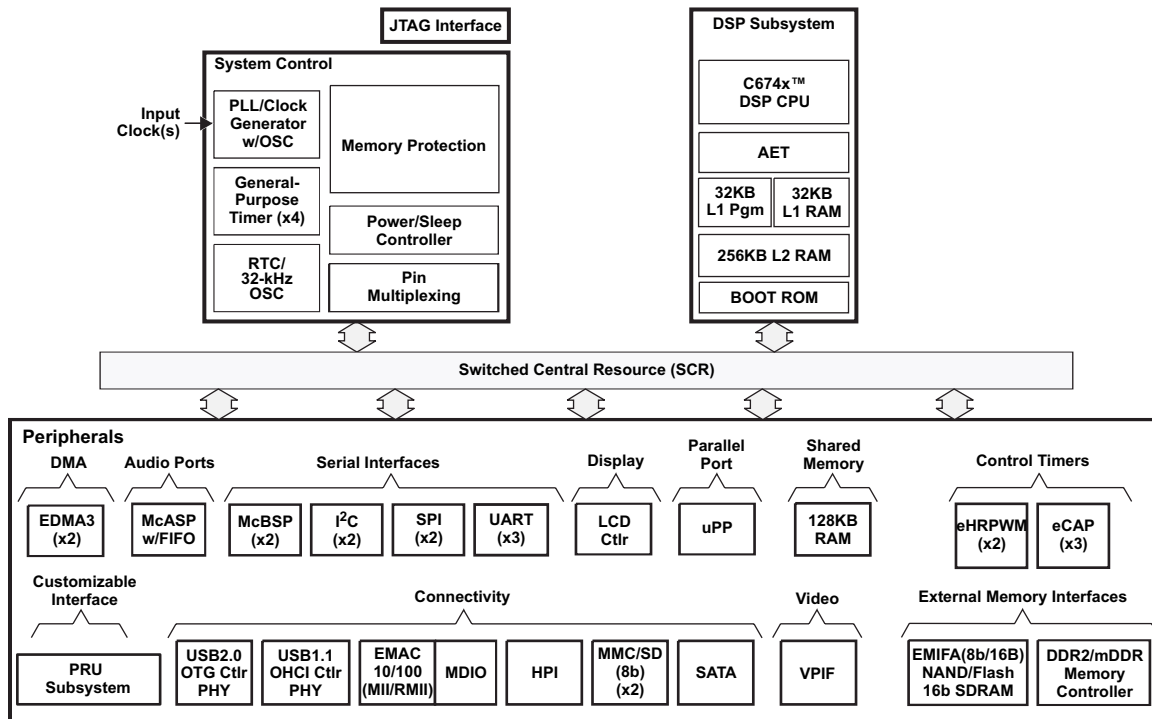 JTAG Interface
System Control
Input
Clock(s)
PLL/Clock
Generator
w/OSC
General-
Purpose
Timer (x4)
RTC/
32-kHz
OSC
Memory Protection
Power/Sleep
Controller
Pin
Multiplexing
DSP Subsystem
C674x™
DSP CPU
AET
32KB
L1 Pgm
32KB
L1 RAM
256KB L2 RAM
BOOT ROM
Switched Central Resource (SCR)
Peripherals
DMA
EDMA3
(x2)
Audio Ports
McASP
w/FIFO
Serial Interfaces
McBSP
(x2)
I²C
(x2)
SPI
(x2)
UART
(x3)
Display
LCD
Ctlr
Parallel
Port
uPP
Shared
Memory
128KB
RAM
Control Timers
eHRPWM
(x2)
eCAP
(x3)
Customizable
Interface
PRU
Subsystem
Connectivity
USB2.0
OTG Ctlr
PHY
USB1.1
OHCI Ctlr
PHY
EMAC
10/100
(MII/RMII)
MDIO
HPI
MMC/SD
(8b)
(x2)
SATA
Video
VPIF
External Memory Interfaces
EMIFA(8b/16B)
NAND/Flash
16b SDRAM
DDR2/mDDR
Memory
Controller